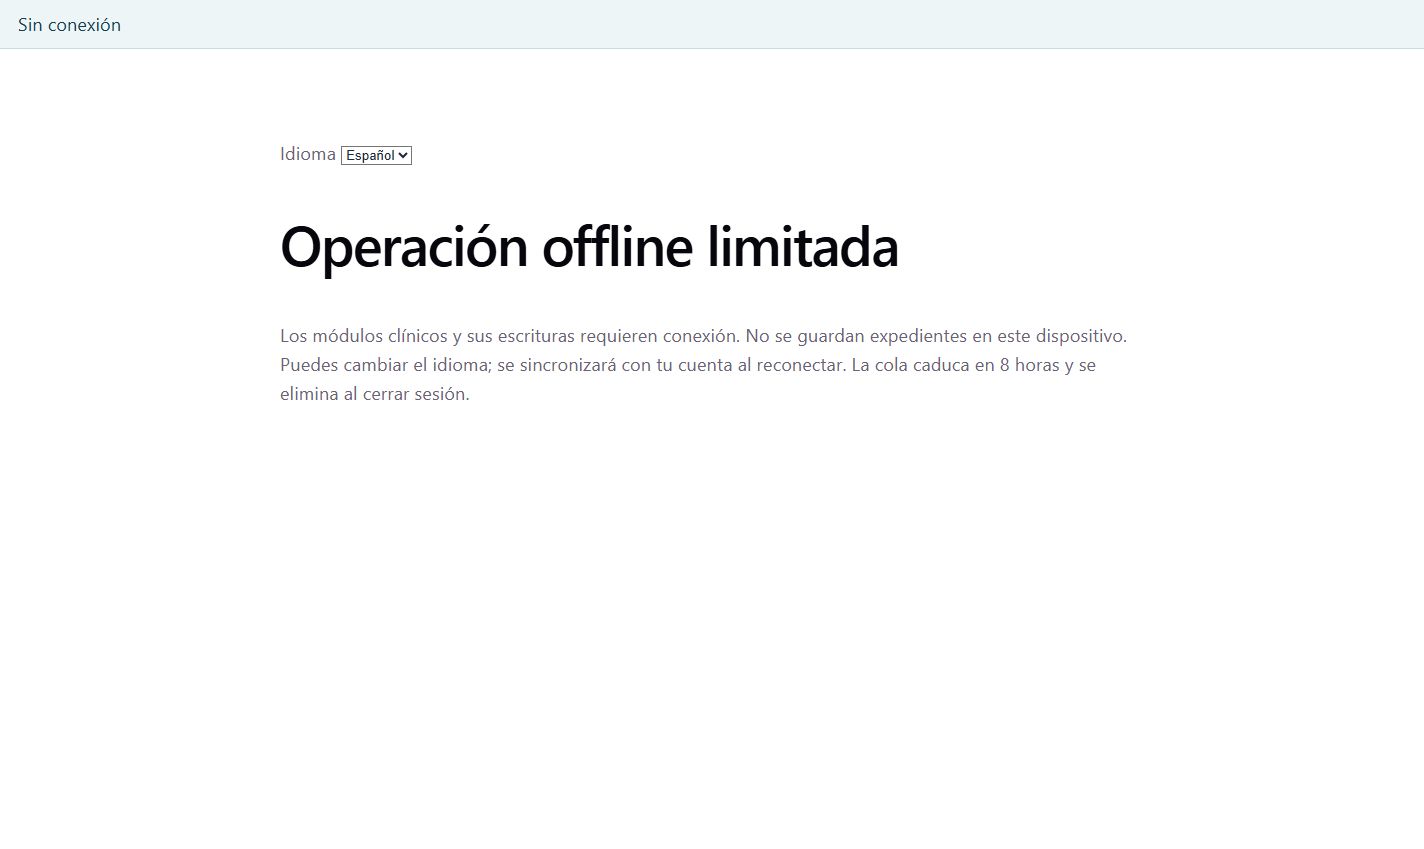 Sin conexión
Idioma Español
Operación offline limitada
Los módulos clínicos y sus escrituras requieren conexión. No se guardan expedientes en este dispositivo.
Puedes cambiar el idioma; se sincronizará con tu cuenta al reconectar. La cola caduca en 8 horas y se
elimina al cerrar sesión.